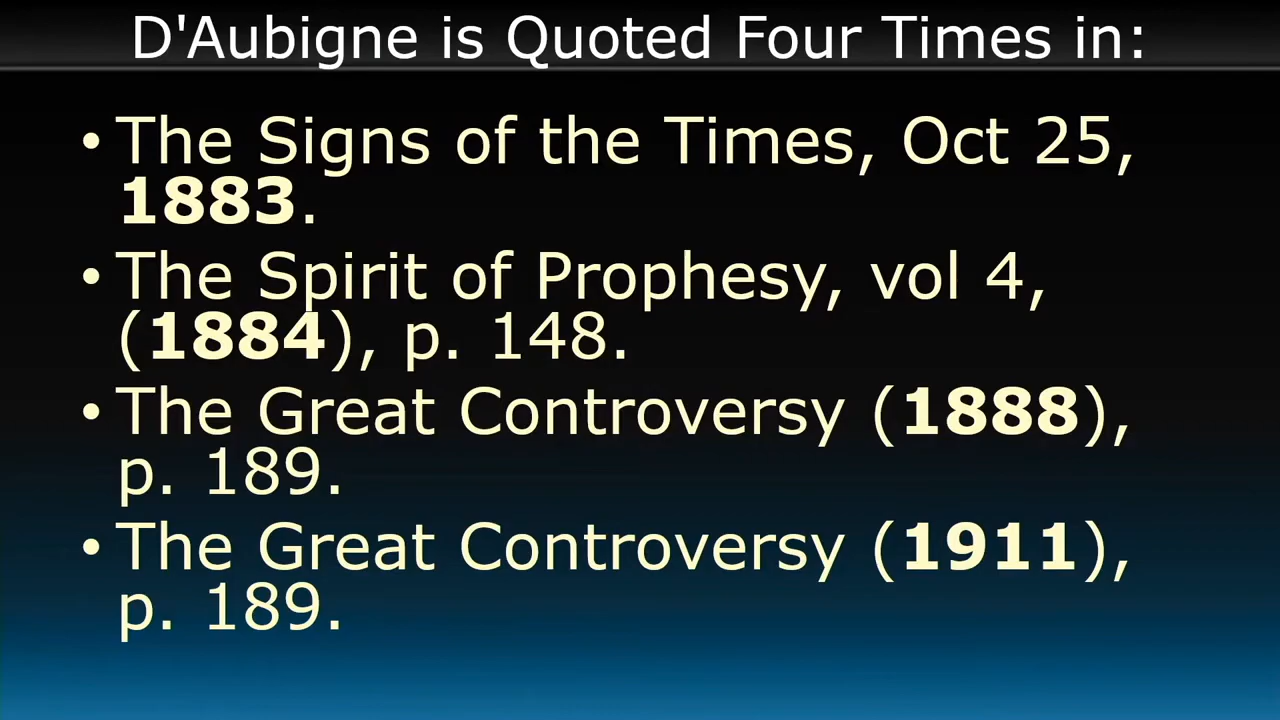 D'Aubigne is Quoted Four Times in:
• The Signs of the Times, Oct 25,
1883.
• The Spirit of Prophesy, vol 4,
(1884), p. 148.
• The Great Controversy (1888),
p. 189.
• The Great Controversy (1911),
p. 189.